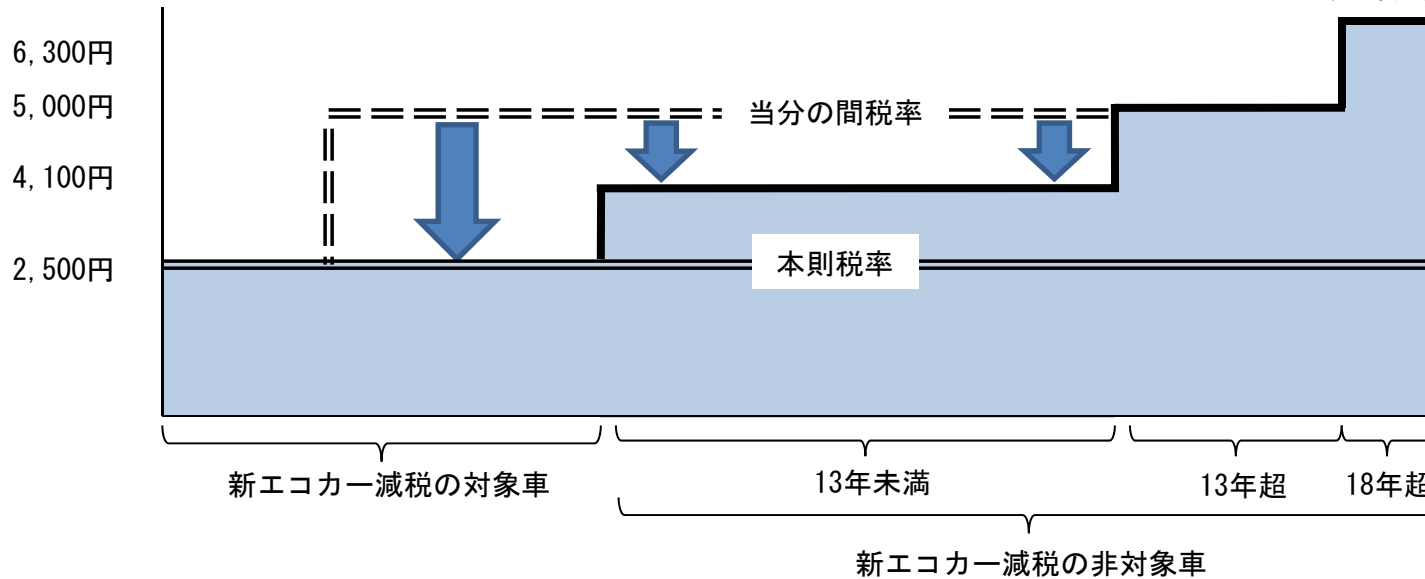 6,300円
5,000円
当分の間税率
4,100円
本則税率
2,500円
新エコカー減税の対象車
13年未満
13年超
18年超
新エコカー減税の非対象車